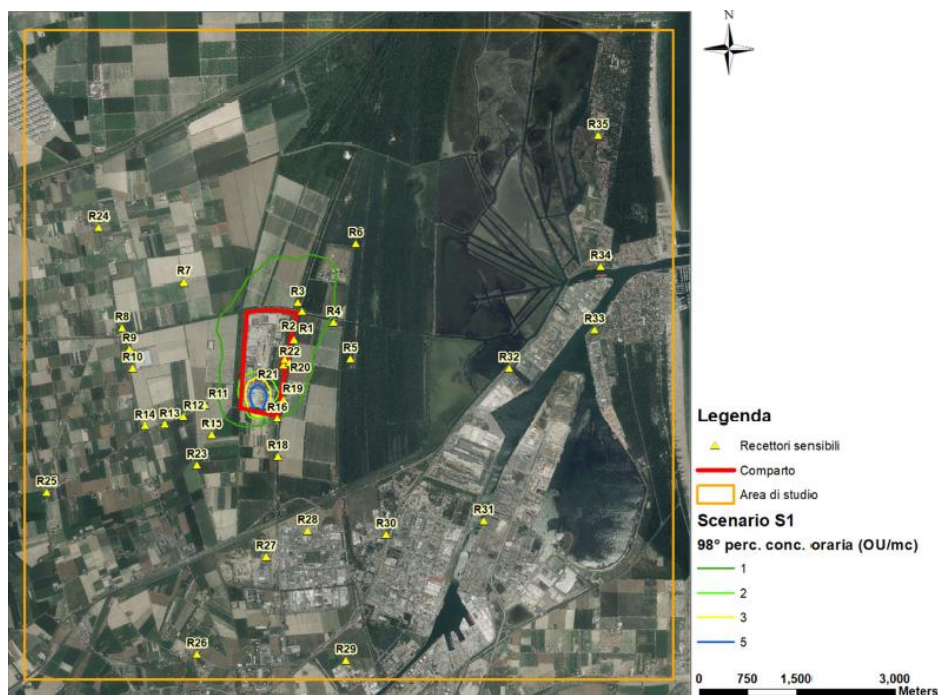 N
R35
R24
R6
R34
R7
R3
R4
R8
R2
R1
R33
R9
R22
R5
R10
R20
R32
R21
R11
R19
R12
R16
R14
R13
R15
R18
R23
R25
R31
R28
R30
R27
R26
R29
Legenda
Recettori sensibili
Comparto
Area di studio
Scenario S1
98° perc. conc. oraria (OU/mc)
1
2
3
5
0 750 1,500 3,000
Meters